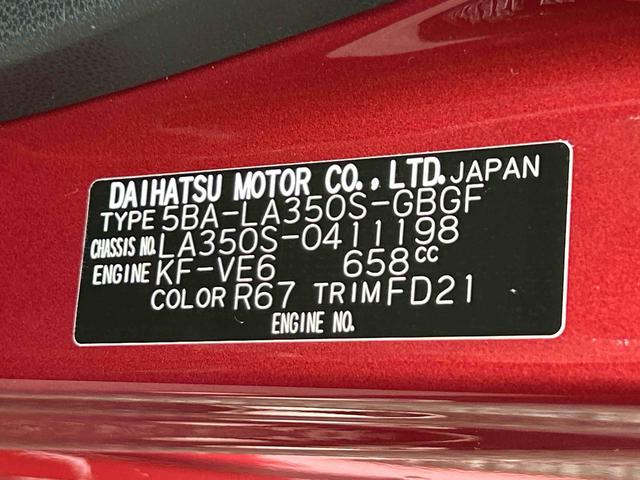 DAIHATSU MOTOR CO., LTD. JAPAN
TYPE 5BA-LA350S-GBGF
CHASSIS NO. LA350S-0411198
ENGINE KF-VE6 658cc
COLOR R67 TRIM FD21
ENGINE NO.